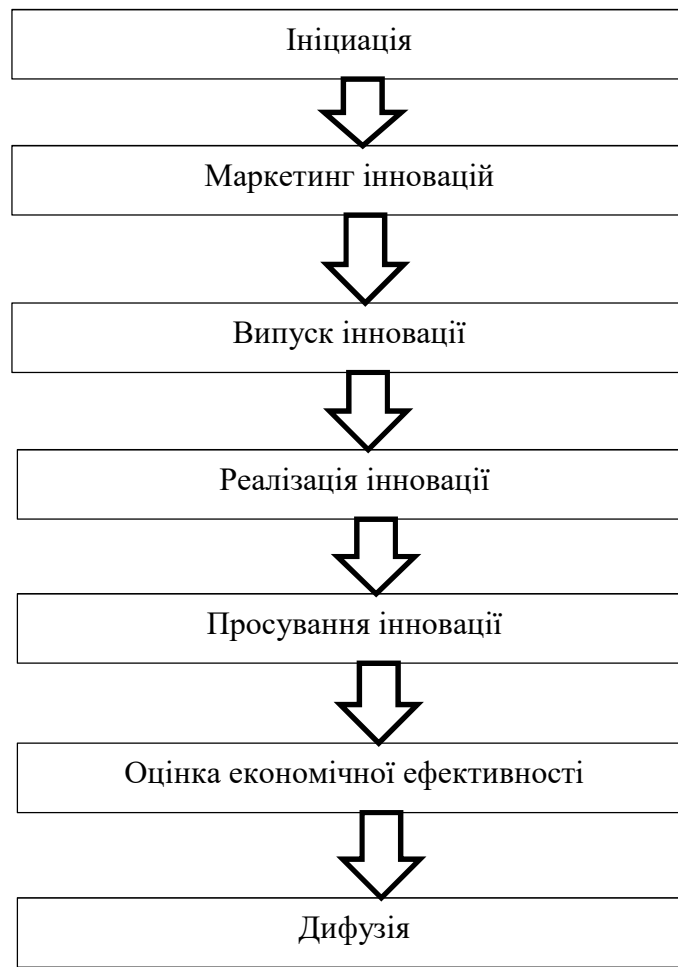 Ініциація
Маркетинг інновацій
Випуск інновації
Реалізація інновації
Просування інновації
Оцінка економічної ефективності
Дифузія